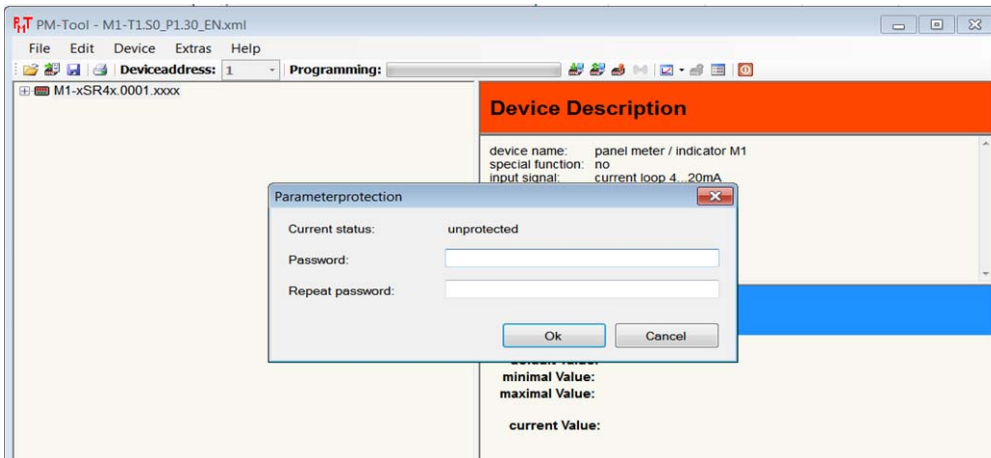 PMT PM-Tool - M1-T1.S0_P1.30_EN.xml
File Edit Device Extras Help
Deviceaddress: 1 Programming:
M1-xSR4x.0001.xxxx
Device Description
device name: panel meter / indicator M1
special function: no
input signal: current loop 4...20mA
Parameterprotection
Current status: unprotected
Password:
Repeat password:
Ok Cancel
minimal Value:
maximal Value:
current Value: